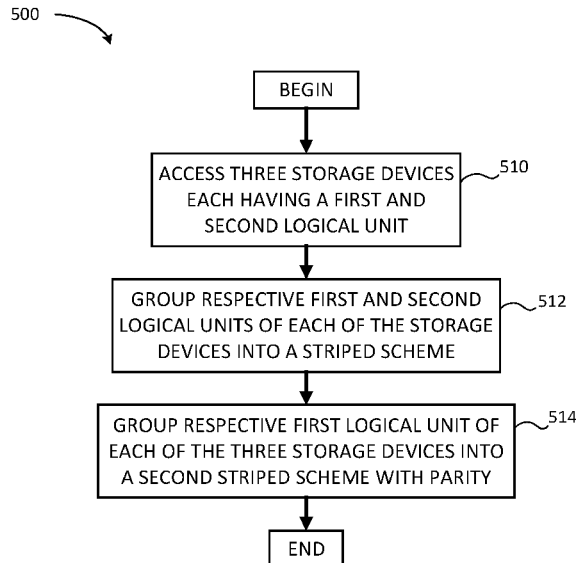 500
BEGIN
ACCESS THREE STORAGE DEVICES
EACH HAVING A FIRST AND
SECOND LOGICAL UNIT
510
GROUP RESPECTIVE FIRST AND SECOND
LOGICAL UNITS OF EACH OF THE STORAGE
DEVICES INTO A STRIPED SCHEME
512
GROUP RESPECTIVE FIRST LOGICAL UNIT OF
EACH OF THE THREE STORAGE DEVICES INTO
A SECOND STRIPED SCHEME WITH PARITY
514
END